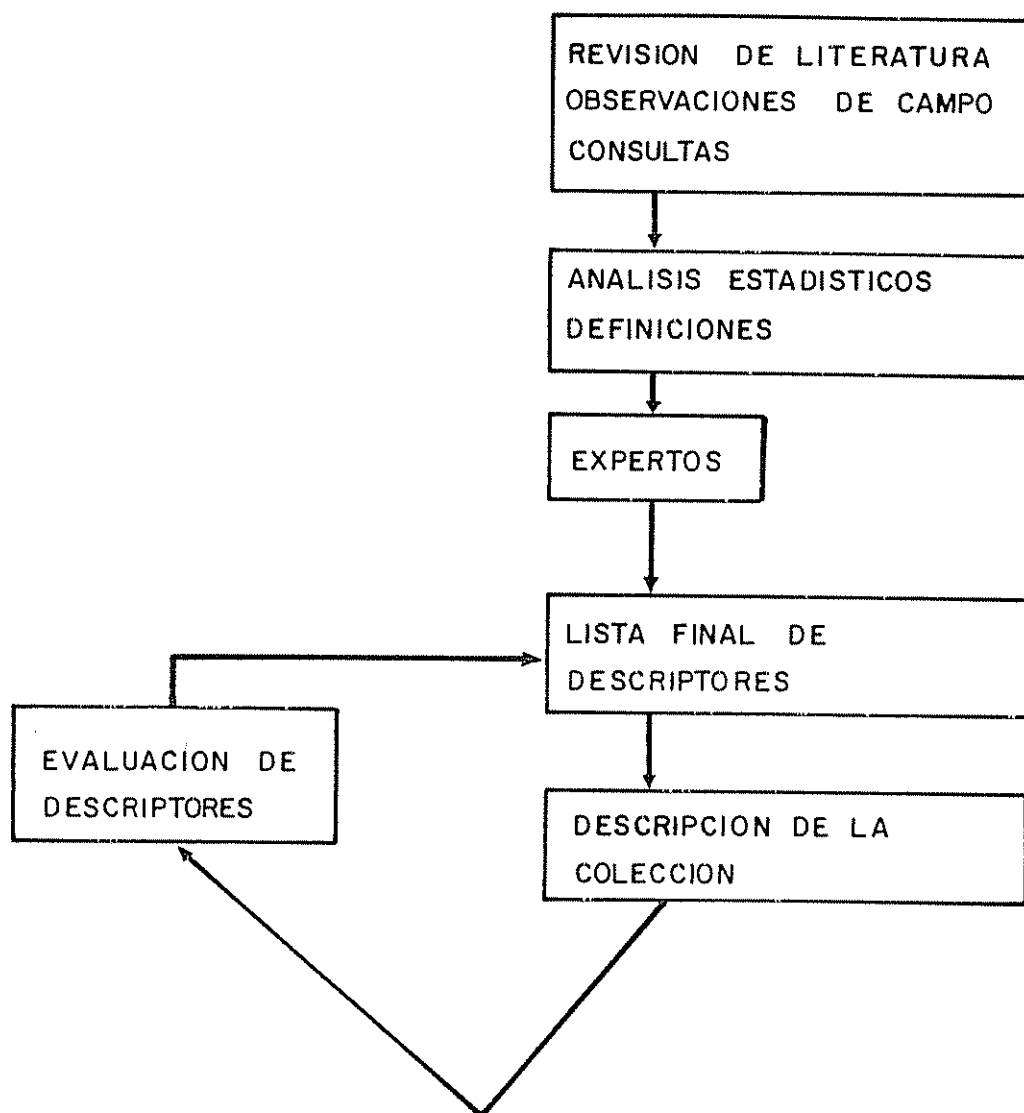 REVISION DE LITERATURA
OBSERVACIONES DE CAMPO
CONSULTAS
ANALISIS ESTADISTICOS
DEFINICIONES
EXPERTOS
LISTA FINAL DE
DESCRIPTORES
EVALUACION DE
DESCRIPTORES
DESCRIPCION DE LA
COLECCION